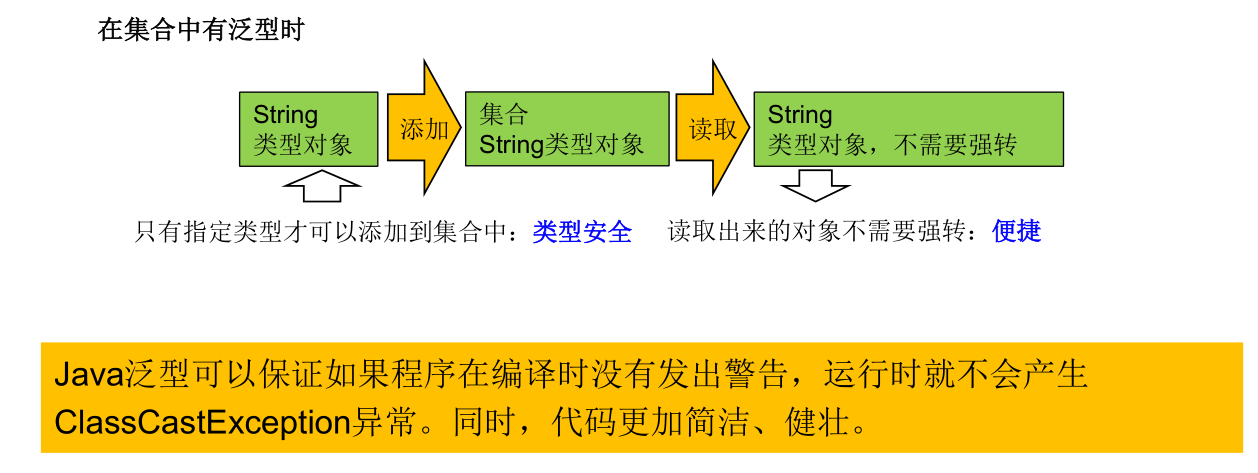 在集合中有泛型时
String
类型对象
添加
集合
String类型对象
读取
String
类型对象，不需要强转
只有指定类型才可以添加到集合中：类型安全
读取出来的对象不需要强转：便捷
Java泛型可以保证如果程序在编译时没有发出警告，运行时就不会产生
ClassCastException异常。同时，代码更加简洁、健壮。